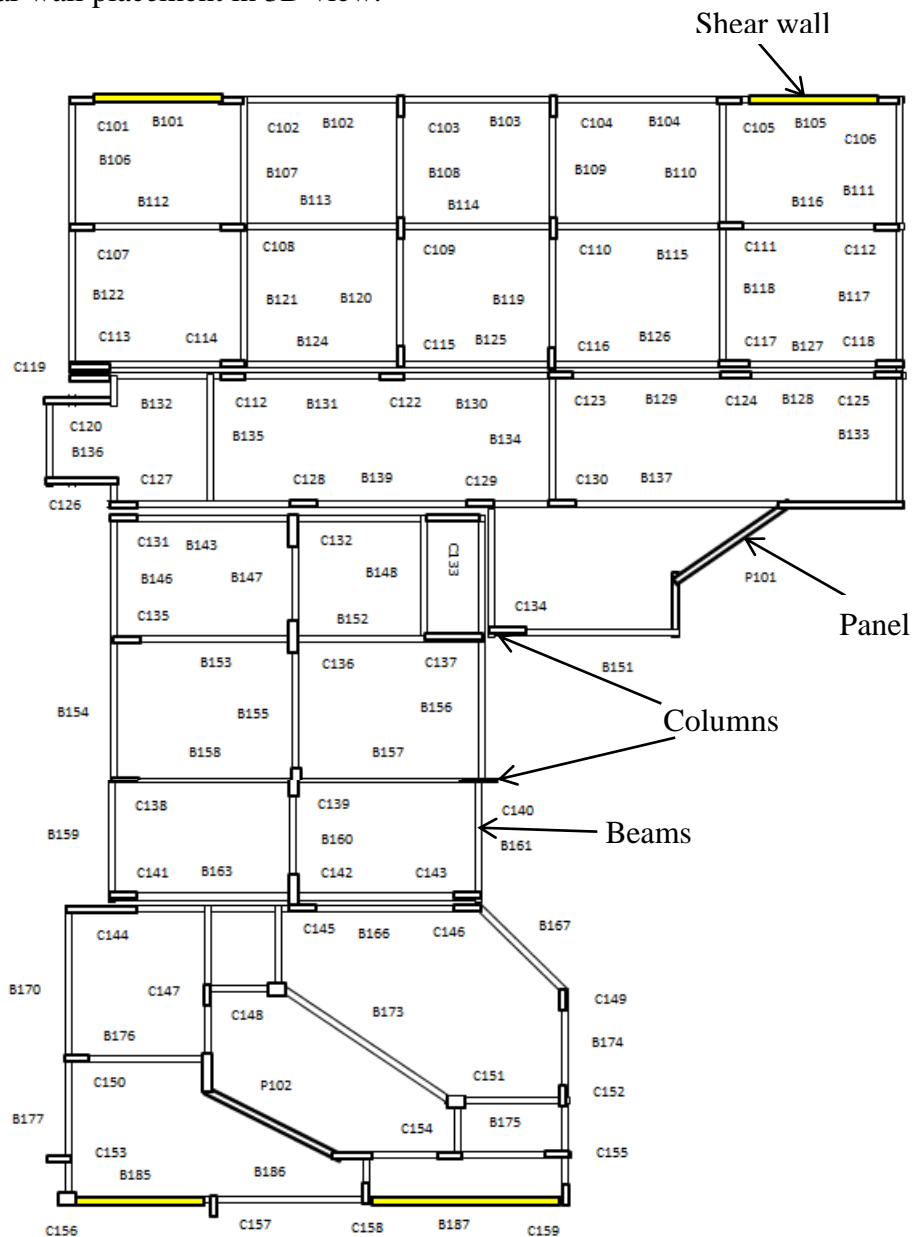 ar wall placement in 3D view.
Shear wall
C101 B101 C102 B102 C103 B103 C104 B104 C105 B105 C106
B106 B107 B108 B109 B110 B111
B112 B113 B114 B116
C107 C108 C109 C110 B115 C111 C112
B122 B121 B120 B119 B118 B117
C113 C114 B124 C115 B125 C116 B126 C117 B127 C118
C119
B132 C112 B131 C122 B130 C123 B129 C124 B128 C125
C120 B135 B134 B133
B136
C127 C128 B139 C129 C130 B137
C126
C131 B143 C132 C133
B146 B147 B148 P101
C135 B152 C134 Panel
B153 C136 C137 B151
B154 B155 B156 Columns
B158 B157
C138 C139 C140
B159 B160 Beams B161
C141 B163 C142 C143
C144 C145 B166 C146 B167
B170 C147 C148 B173 C149
B176 B174
C150 P102 C151 C152
B177 C154 B175
C153 C155
B185 B186
C156 C157 C158 B187 C159